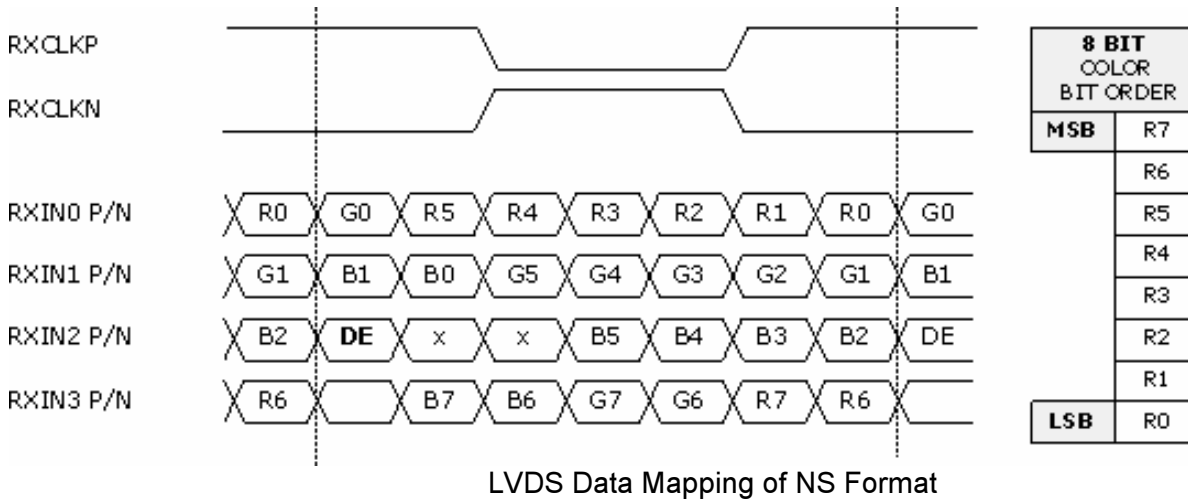 RXCLKP
RXCLKN
RXIN0 P/N R0 G0 R5 R4 R3 R2 R1 R0 G0
RXIN1 P/N G1 B1 B0 G5 G4 G3 G2 G1 B1
RXIN2 P/N B2 DE x x B5 B4 B3 B2 DE
RXIN3 P/N R6 B7 B6 G7 G6 R7 R6
8 BIT
COLOR
BIT ORDER
MSB R7
R6
R5
R4
R3
R2
R1
LSB R0
LVDS Data Mapping of NS Format